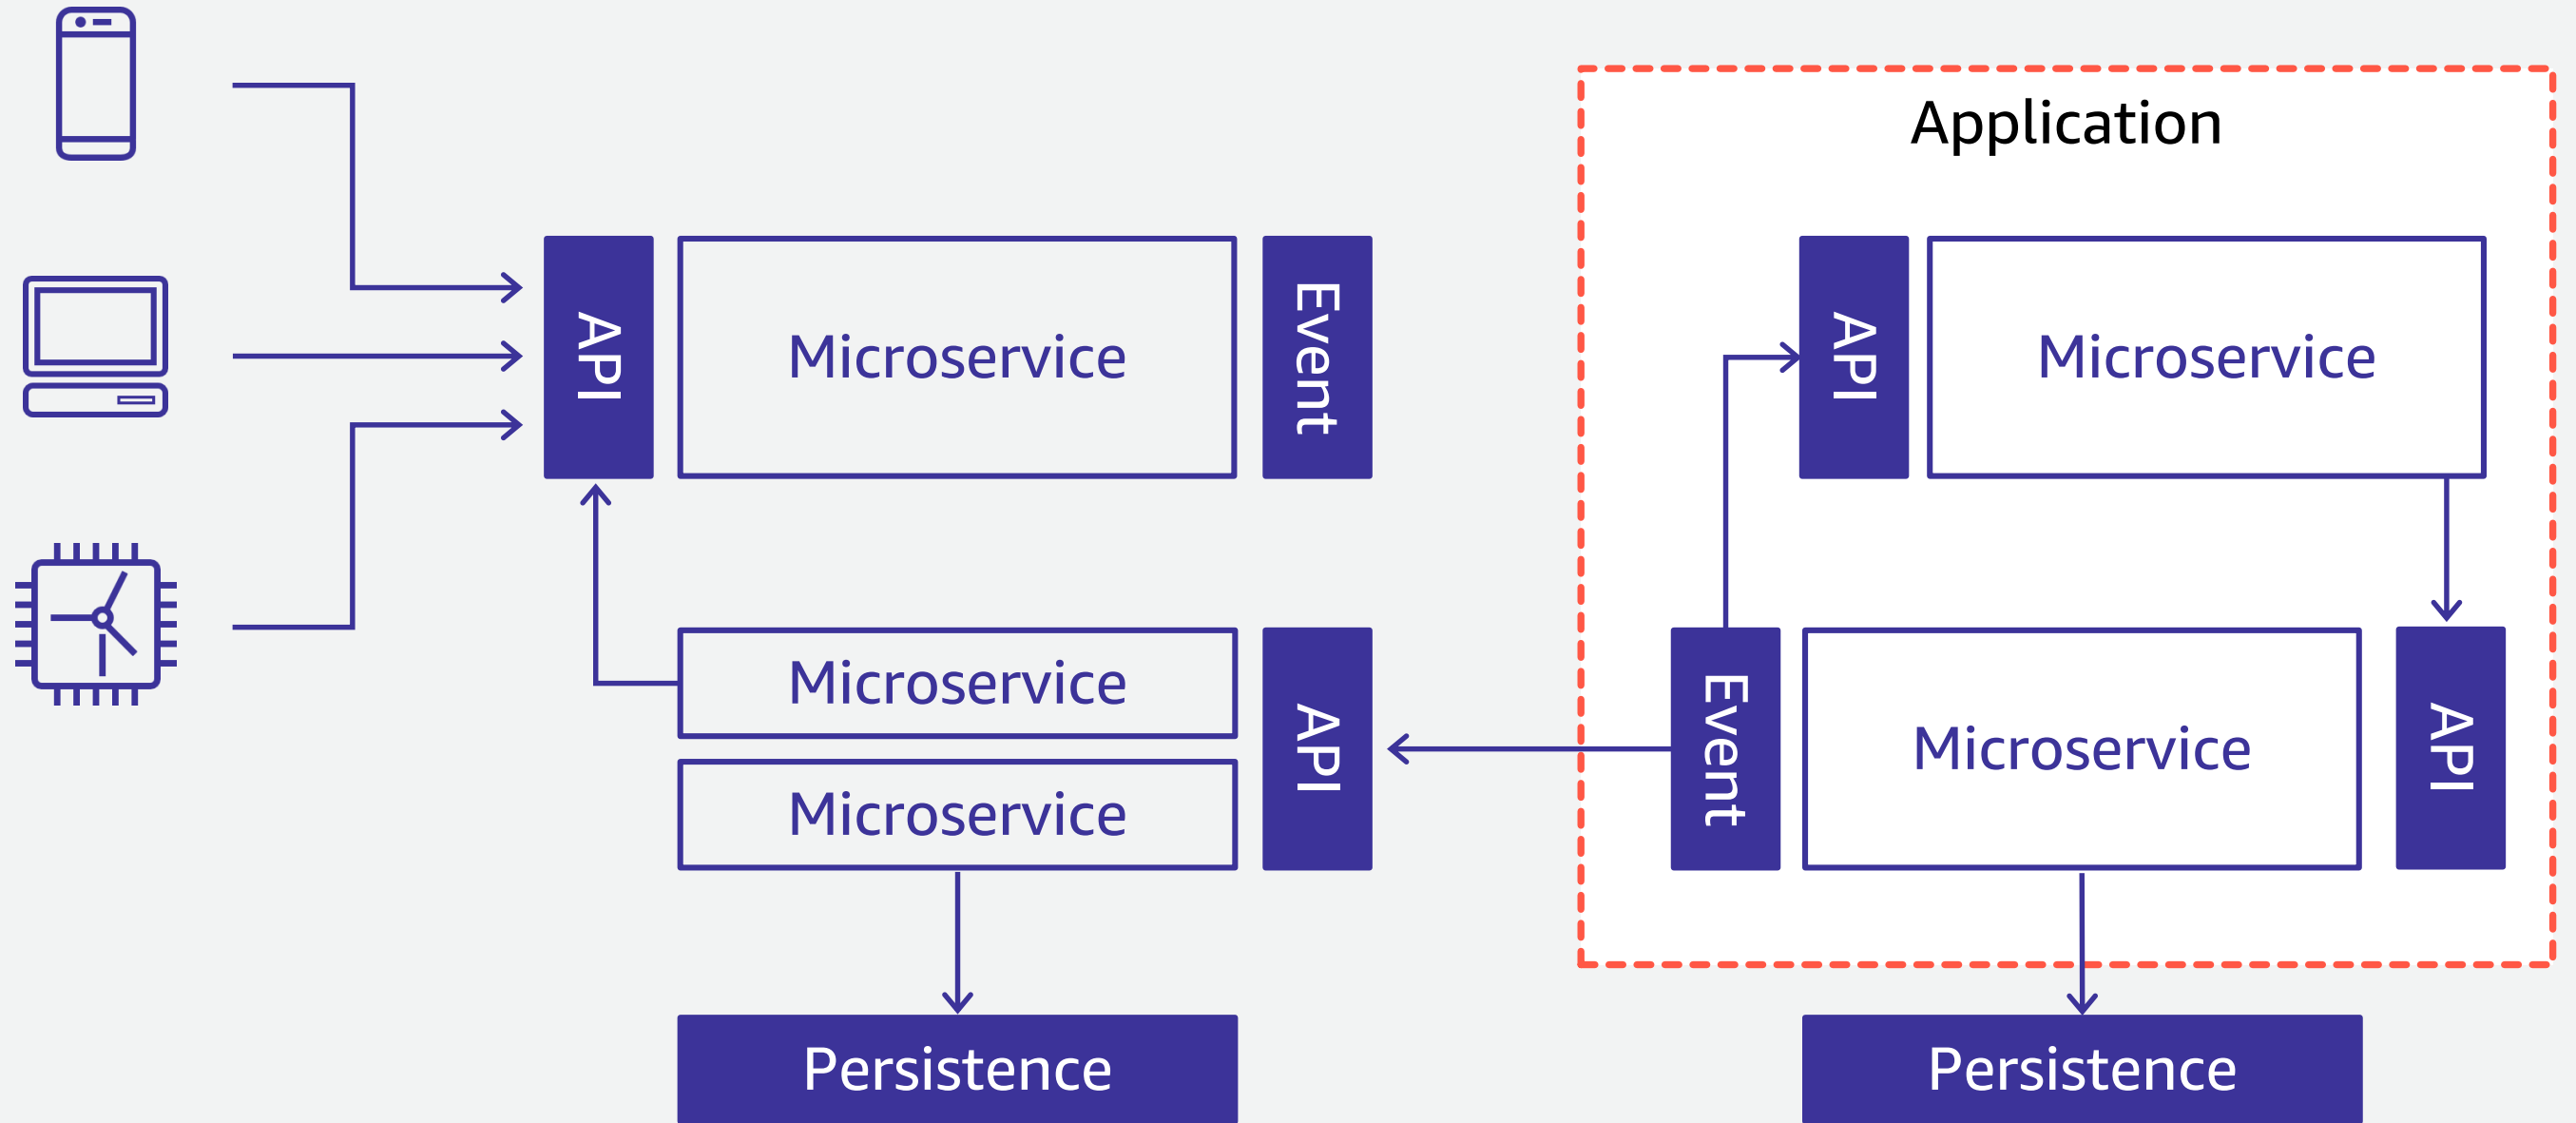 Application
API
Microservice
Event
API
Microservice
Microservice
Microservice
API
Event
Microservice
API
Persistence
Persistence